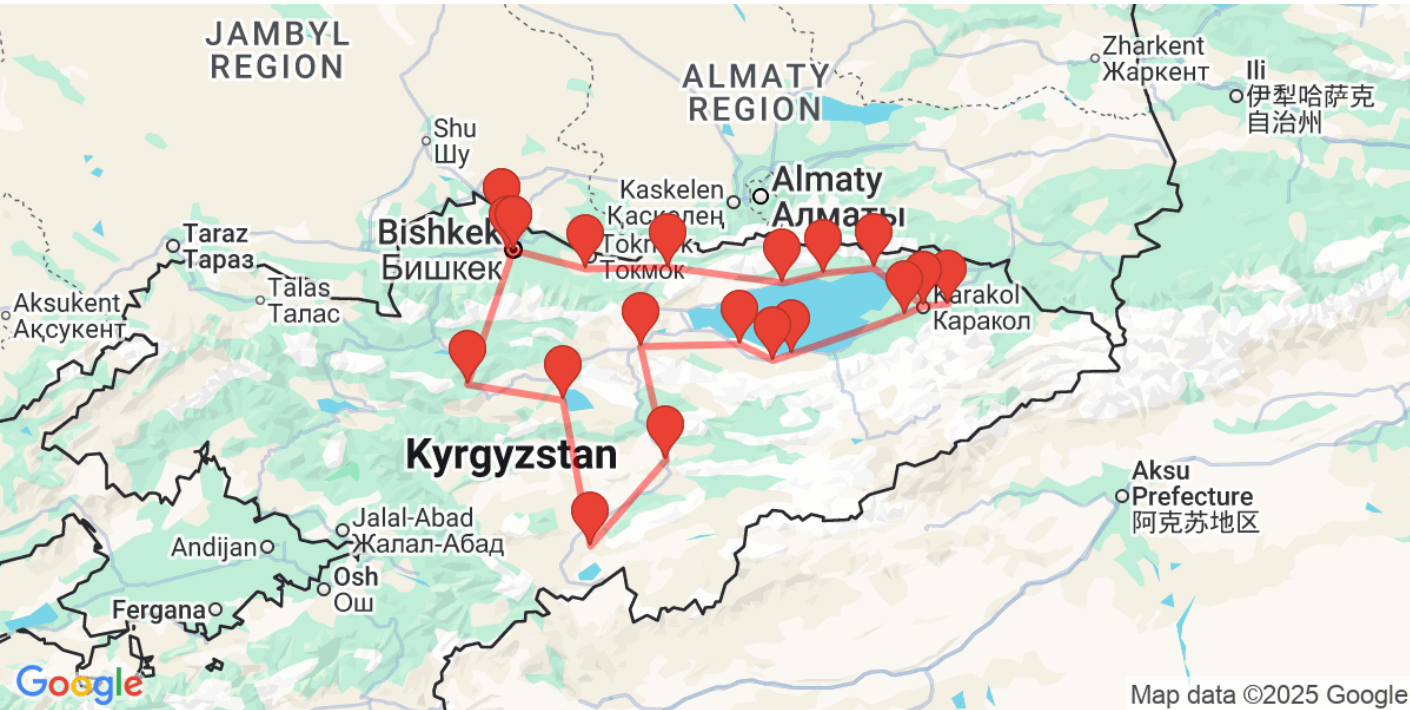 JAMBYL
REGION
ALMATY
REGION
Zharkent
Жаркент
Ili
伊犁哈萨克
自治州
Shu
Шу
Kaskelen
Қаскелең
Almaty
Алматы
Taraz
Тараз
Bishkek
Бишкек
Tokmok
Токмок
Talas
Талас
Aksukent
Ақсукент
Karakol
Каракол
Kyrgyzstan
Aksu
Prefecture
阿克苏地区
Jalal-Abad
Жалал-Абад
Andijan
Osh
Ош
Fergana
Google
Map data ©2025 Google